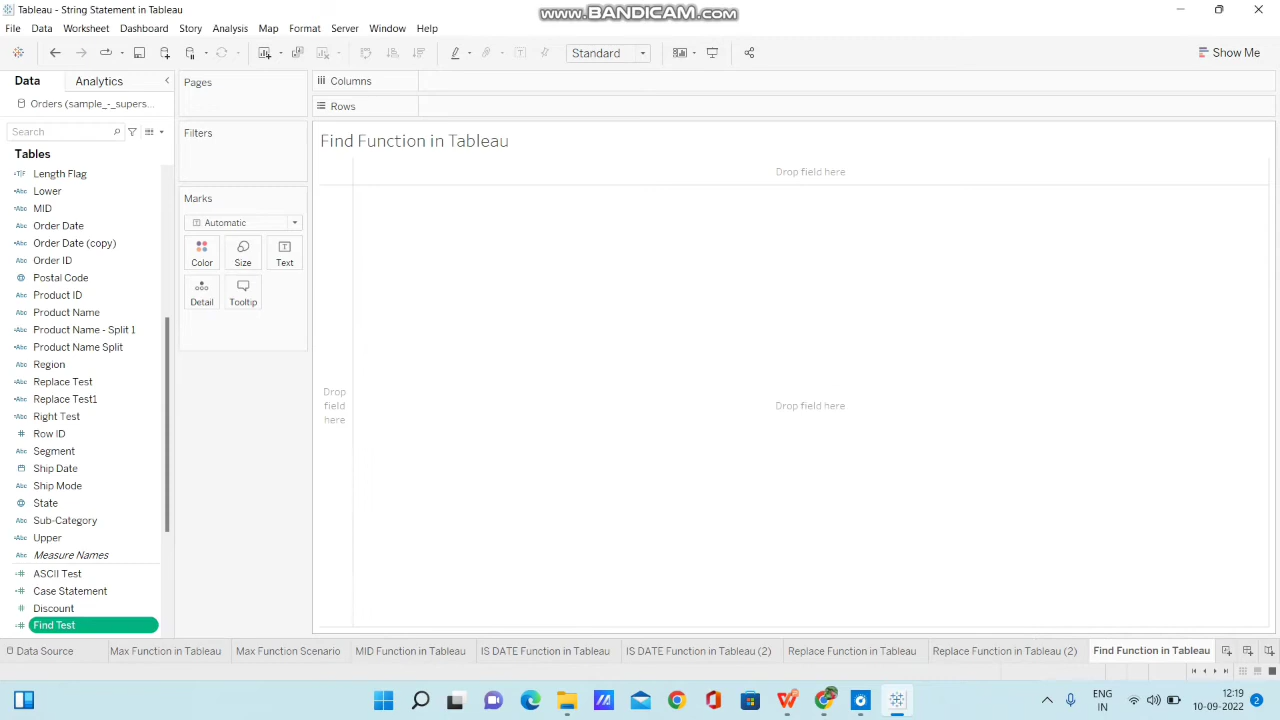 Tableau - String Statement in Tableau
www.BANDICAM.com
File Data Worksheet Dashboard Story Analysis Map Format Server Window Help
Standard
Show Me
Data Analytics
Pages
Columns
Orders (sample_-_supers...
Rows
Search
Filters
Find Function in Tableau
Tables
Drop field here
Length Flag
Lower
Marks
MID
Automatic
Order Date
Order Date (copy)
Order ID
Color Size Text
Postal Code
Product ID
Detail Tooltip
Product Name
Product Name - Split 1
Product Name Split
Region
Replace Test
Replace Test1
Right Test
Row ID
Segment
Ship Date
Ship Mode
State
Sub-Category
Upper
Measure Names
ASCII Test
Case Statement
Discount
Find Test
Drop
field
here
Drop field here
Data Source Max Function in Tableau Max Function Scenario MID Function in Tableau IS DATE Function in Tableau IS DATE Function in Tableau (2) Replace Function in Tableau Replace Function in Tableau (2) Find Function in Tableau
ENG
IN
12:19
10-09-2022
2